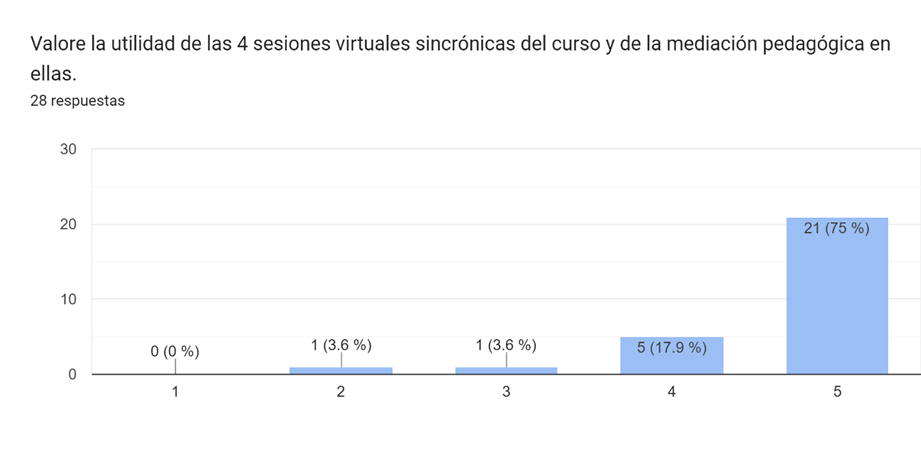 Valore la utilidad de las 4 sesiones virtuales sincrónicas del curso y de la mediación pedagógica en
ellas.
28 respuestas
30
20
10
0
0 (0 %)
1 (3.6 %)
1 (3.6 %)
5 (17.9 %)
21 (75 %)
1
2
3
4
5